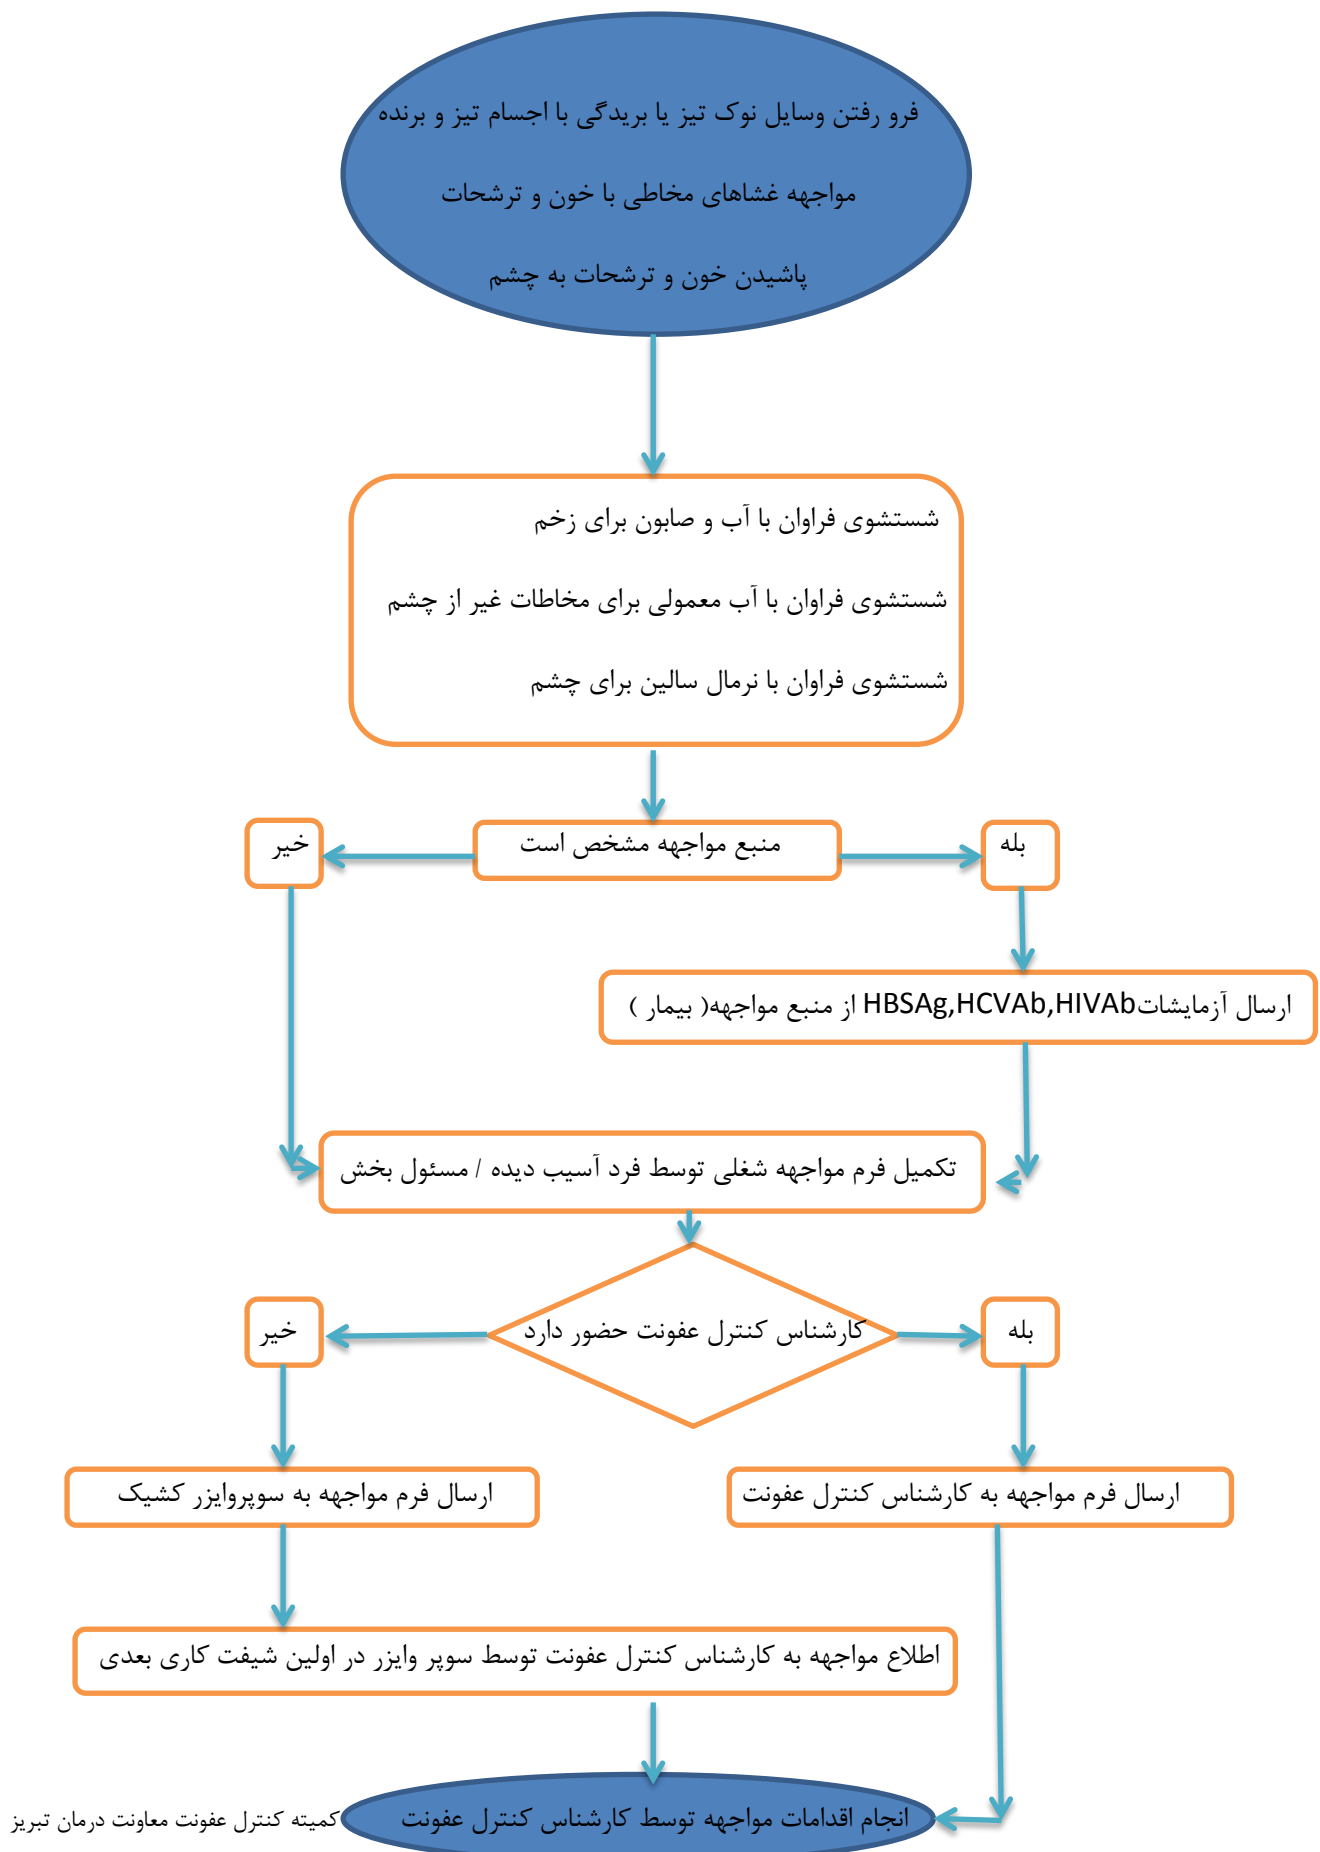 فرو رفتن وسایل نوک تیز یا بریدگی با اجسام تیز و برنده
مواجهه غشاهای مخاطی با خون و ترشحات
پاشیدن خون و ترشحات به چشم
شستشوی فراوان با آب و صابون برای زخم
شستشوی فراوان با آب معمولی برای مخاطات غیر از چشم
شستشوی فراوان با نرمال سالین برای چشم
منبع مواجهه مشخص است
بله
خیر
ارسال آزمایشاتHBSAg,HCVAb,HIVAb از منبع مواجهه( بیمار )
تکمیل فرم مواجهه شغلی توسط فرد آسیب دیده / مسئول بخش
کارشناس کنترل عفونت حضور دارد
بله
خیر
ارسال فرم مواجهه به کارشناس کنترل عفونت
ارسال فرم مواجهه به سوپروایزر کشیک
اطلاع مواجهه به کارشناس کنترل عفونت توسط سوپر وایزر در اولین شیفت کاری بعدی
انجام اقدامات مواجهه توسط کارشناس کنترل عفونت
کمیته کنترل عفونت معاونت درمان تبریز